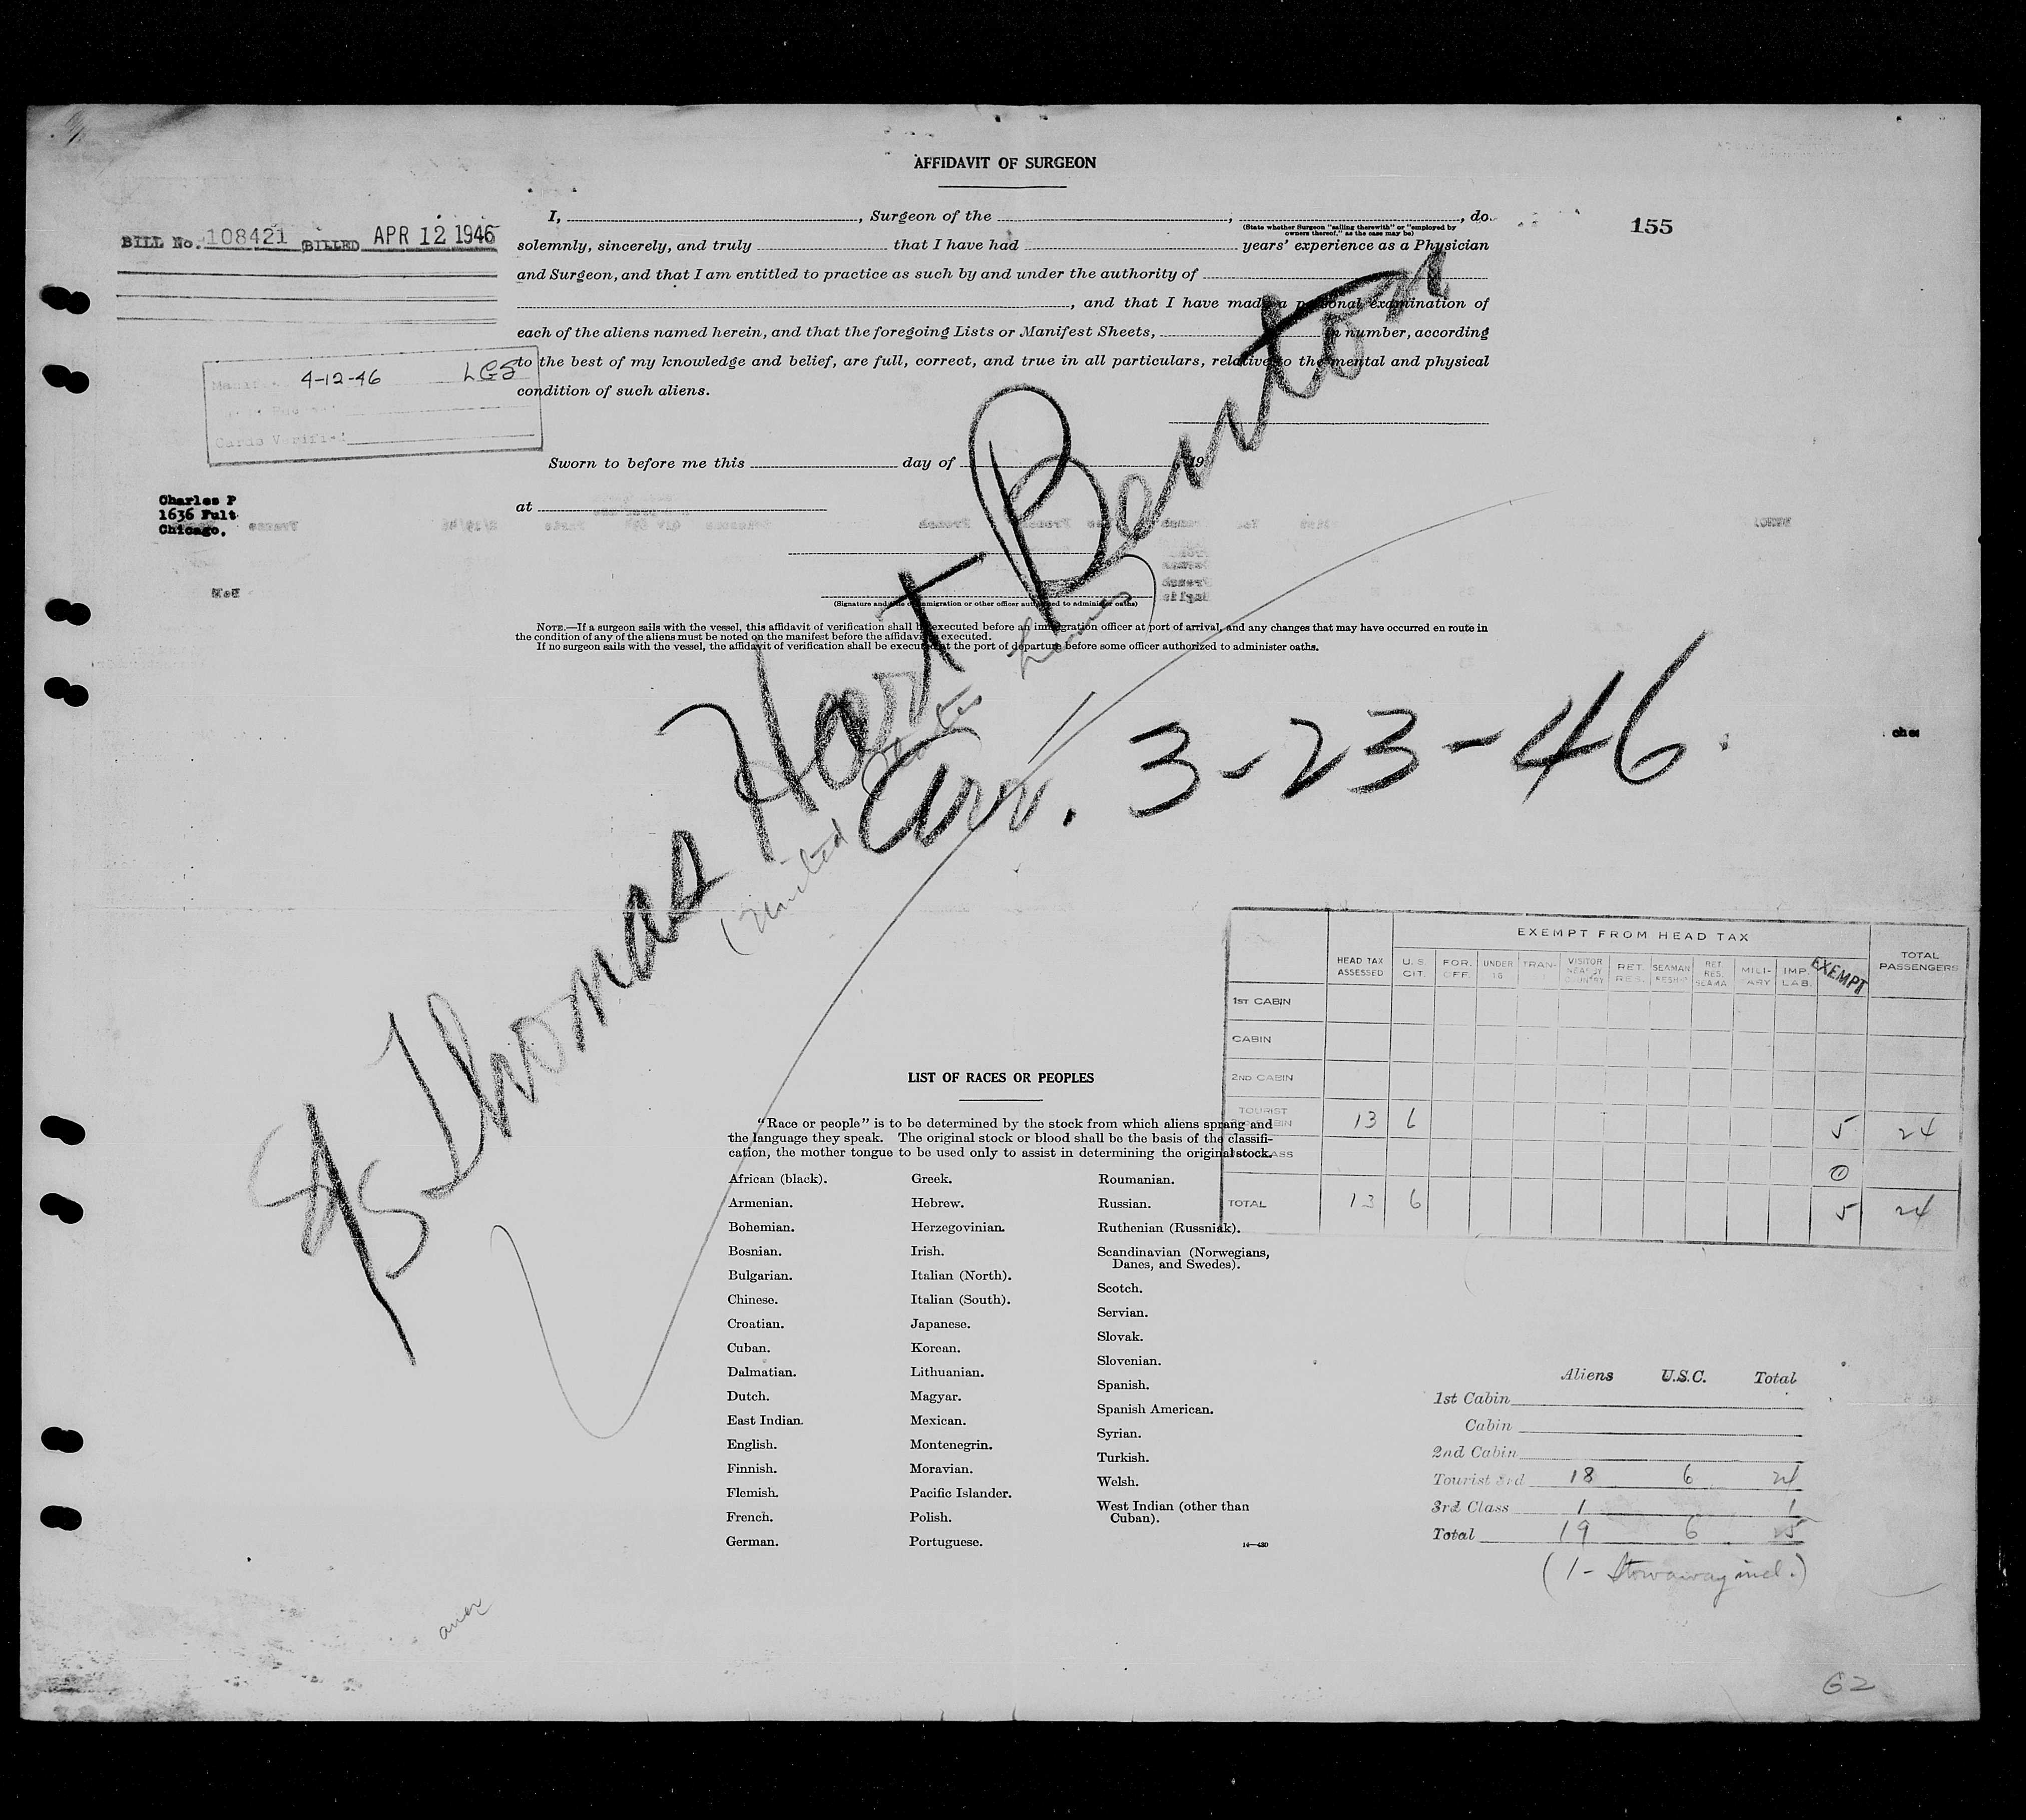 AFFIDAVIT OF SURGEON
I, , Surgeon of the , , do
(State whether Surgeon "sailing therewith" or "employed by
owners thereof," as the case may be)
155
BILL No. 108421 BILLED APR 12 1946
solemnly, sincerely, and truly that I have had years' experience as a Physician
and Surgeon, and that I am entitled to practice as such by and under the authority of
, and that I have made a personal examination of
each of the aliens named herein, and that the foregoing Lists or Manifest Sheets, in number, according
to the best of my knowledge and belief, are full, correct, and true in all particulars, relative to the mental and physical
condition of such aliens.
4-12-46 LGS
Cards Verified
Sworn to before me this day of , 19
at
Charles P
1636 Fult
Chicago.
(Signature and title of immigration or other officer authorized to administer oaths)
NOTE.—If a surgeon sails with the vessel, this affidavit of verification shall be executed before an immigration officer at port of arrival, and any changes that may have occurred en route in
the condition of any of the aliens must be noted on the manifest before the affidavit is executed.
If no surgeon sails with the vessel, the affidavit of verification shall be executed at the port of departure before some officer authorized to administer oaths.
SS Thomas Hart Benton
(United States Lines)
Arr. 3-23-46
EXEMPT FROM HEAD TAX
HEAD TAX ASSESSED U. S. CIT. FOR. OFF. UNDER 16 TRAN- VISITOR NEARBY COUNTRY RET. RES. SEAMAN RESHIP RET. RES. SEAMA MILI-TARY IMP. LAB. EXEMPT TOTAL PASSENGERS
1ST CABIN
CABIN
2ND CABIN
TOURIST 13 6 5 24
0
TOTAL 13 6 5 24
LIST OF RACES OR PEOPLES
"Race or people" is to be determined by the stock from which aliens sprang and
the language they speak. The original stock or blood shall be the basis of the classifi-
cation, the mother tongue to be used only to assist in determining the original stock.
African (black).
Armenian.
Bohemian.
Bosnian.
Bulgarian.
Chinese.
Croatian.
Cuban.
Dalmatian.
Dutch.
East Indian.
English.
Finnish.
Flemish.
French.
German.
Greek.
Hebrew.
Herzegovinian.
Irish.
Italian (North).
Italian (South).
Japanese.
Korean.
Lithuanian.
Magyar.
Mexican.
Montenegrin.
Moravian.
Pacific Islander.
Polish.
Portuguese.
Roumanian.
Russian.
Ruthenian (Russniak).
Scandinavian (Norwegians,
Danes, and Swedes).
Scotch.
Servian.
Slovak.
Slovenian.
Spanish.
Spanish American.
Syrian.
Turkish.
Welsh.
West Indian (other than
Cuban).
14—430
Aliens U.S.C. Total
1st Cabin
Cabin
2nd Cabin
Tourist 3rd 18 6 24
3rd Class 1 1
Total 19 6 25
(1 - Stowaway incl.)
62